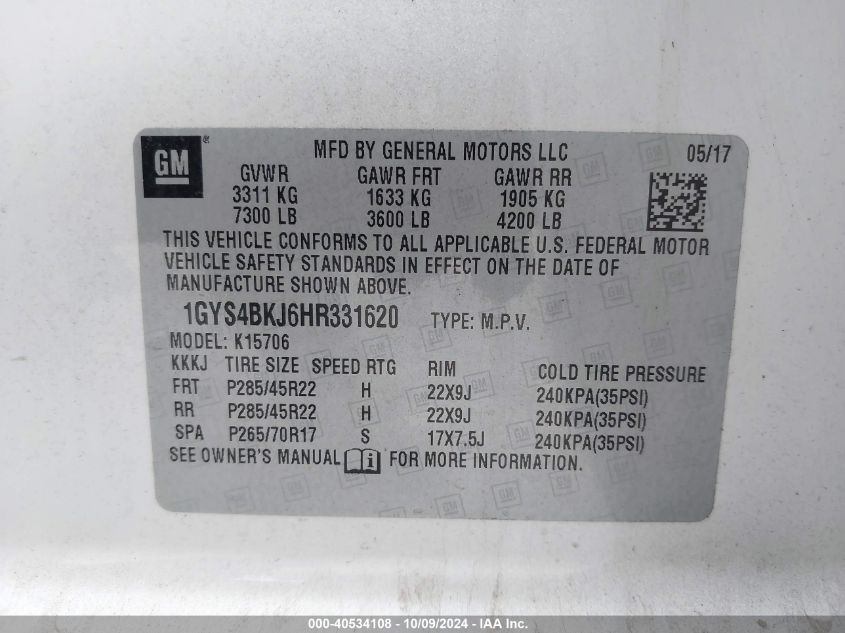 GM ®
MFD BY GENERAL MOTORS LLC 05/17
GVWR GAWR FRT GAWR RR
3311 KG 1633 KG 1905 KG
7300 LB 3600 LB 4200 LB
THIS VEHICLE CONFORMS TO ALL APPLICABLE U.S. FEDERAL MOTOR
VEHICLE SAFETY STANDARDS IN EFFECT ON THE DATE OF
MANUFACTURE SHOWN ABOVE.
1GYS4BKJ6HR331620 TYPE: M.P.V.
MODEL: K15706
KKKJ TIRE SIZE SPEED RTG RIM COLD TIRE PRESSURE
FRT P285/45R22 H 22X9J 240KPA(35PSI)
RR P285/45R22 H 22X9J 240KPA(35PSI)
SPA P265/70R17 S 17X7.5J 240KPA(35PSI)
SEE OWNER'S MANUAL i FOR MORE INFORMATION.
000-40534108 - 10/09/2024 - IAA Inc.